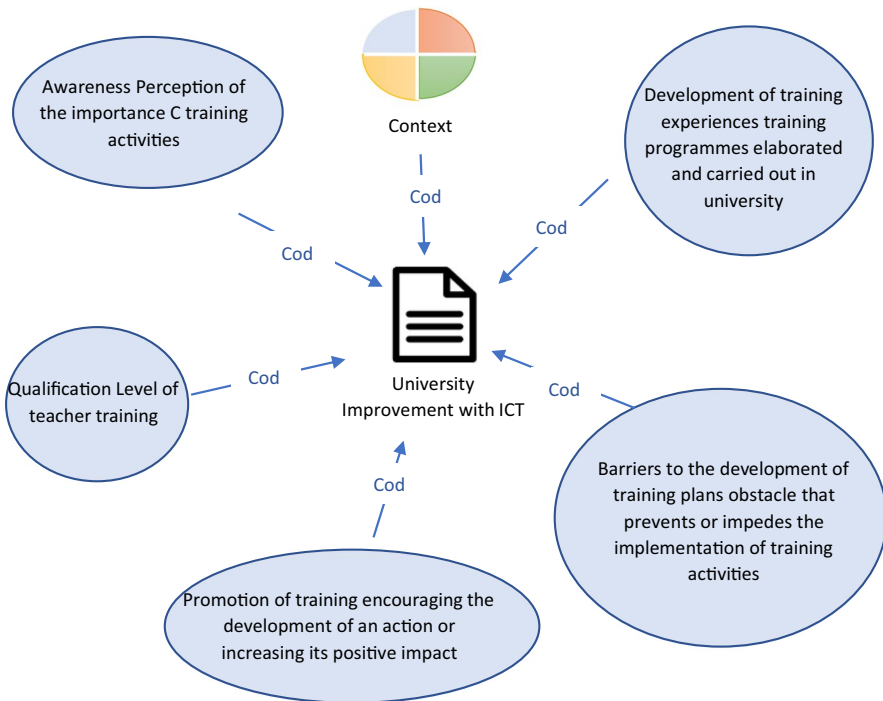 Awareness Perception of
the importance C training
activities
Context
Development of training
experiences training
programmes elaborated
and carried out in
university
Cod
Cod
Cod
Qualification Level of
teacher training
Cod
University
Improvement with ICT
Cod
Barriers to the development of
training plans obstacle that
prevents or impedes the
implementation of training
activities
Cod
Promotion of training encouraging the
development of an action or
increasing its positive impact